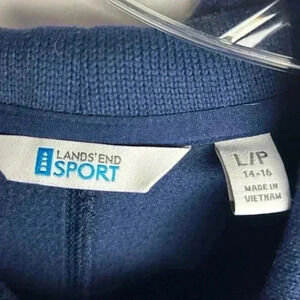 LANDS' END
SPORT
L/P
14-16
MADE IN
VIETNAM